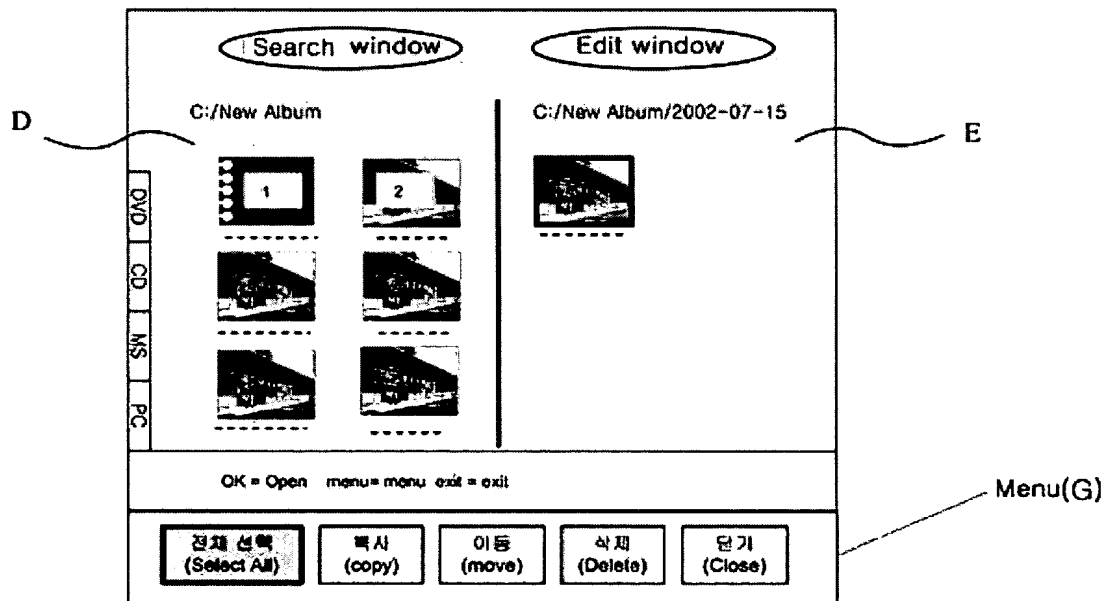 Search window
Edit window
C:/New Album
C:/New Album/2002-07-15
D
E
1
2
DVD
CD
MS
PC
OK = Open menu= menu exit = exit
Menu(G)
전체 선택
(Select All)
복사
(copy)
이동
(move)
삭제
(Delete)
닫기
(Close)